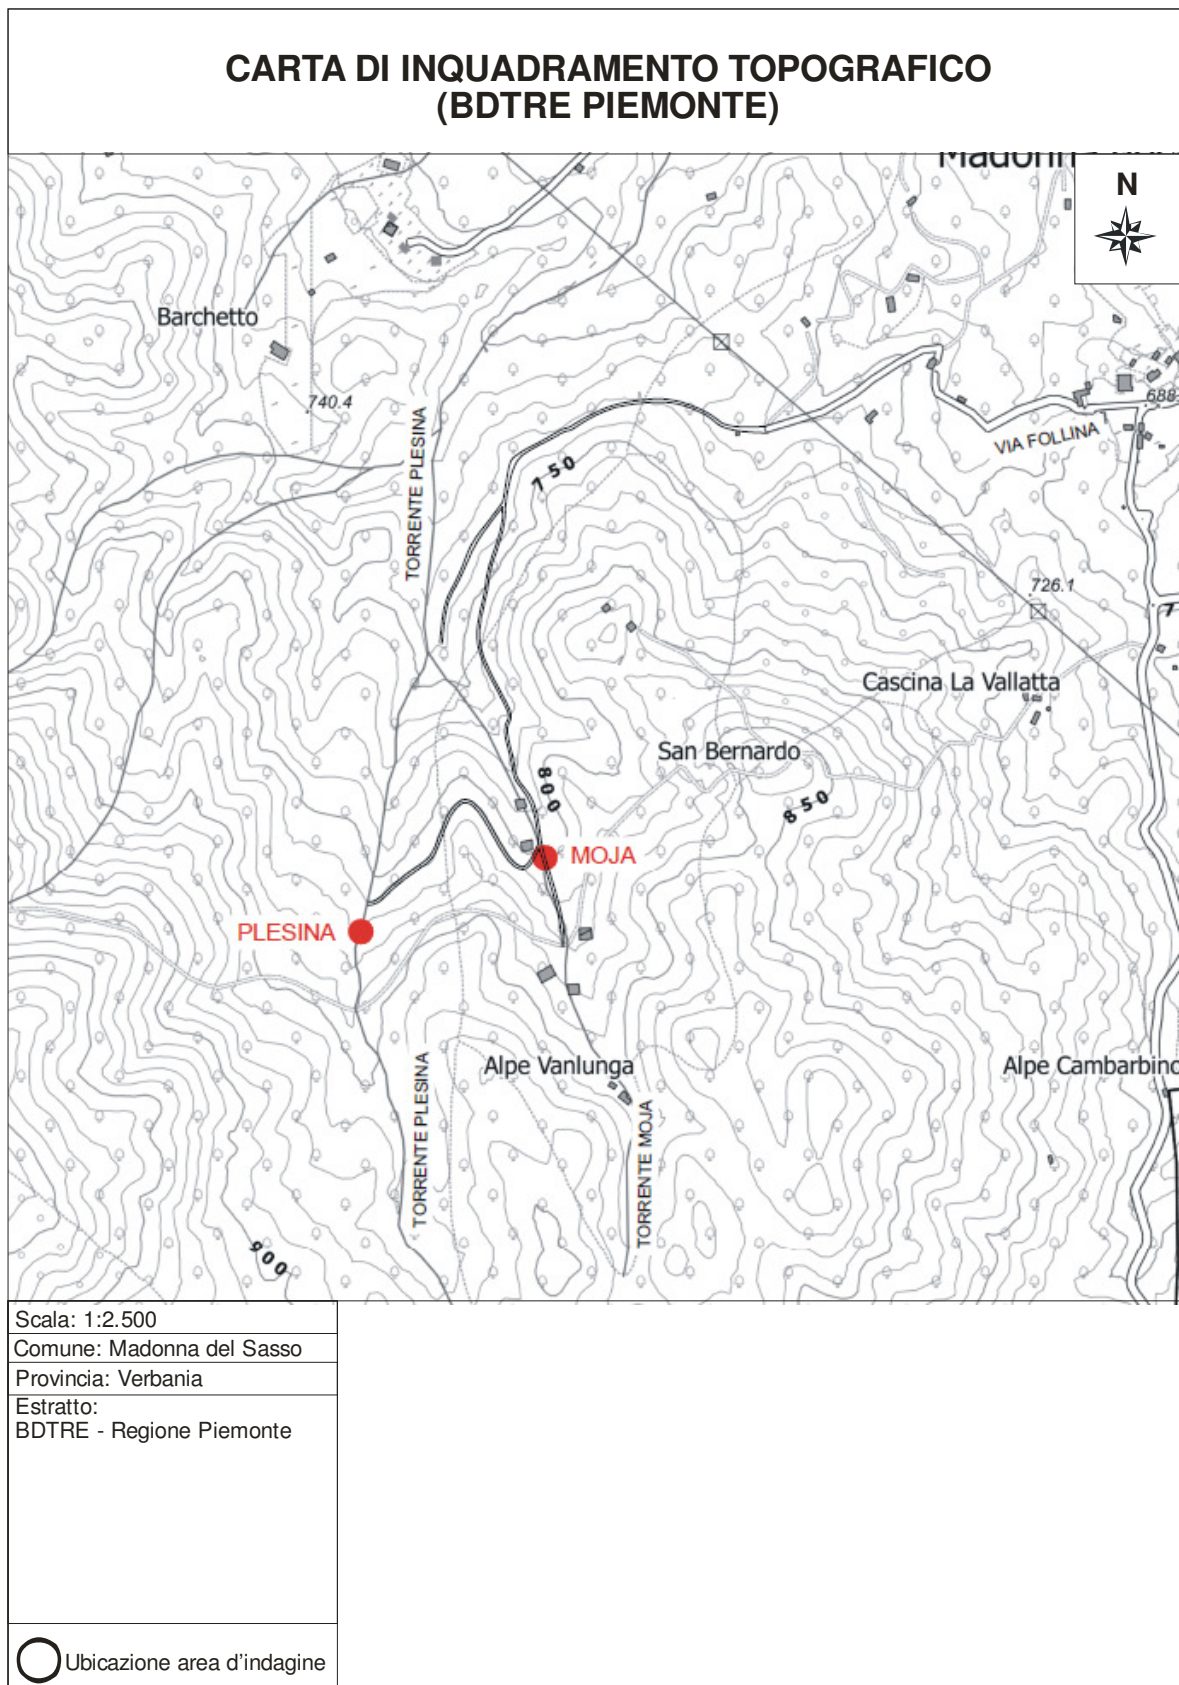 CARTA DI INQUADRAMENTO TOPOGRAFICO
(BDTRE PIEMONTE)
N
Barchetto
740.4
TORRENTE PLESINA
750
688
VIA FOLLINA
726.1
7
Cascina La Vallatta
San Bernardo
800
850
MOJA
PLESINA
Alpe Vanlunga
Alpe Cambarbino
TORRENTE PLESINA
TORRENTE MOJA
900
Scala: 1:2.500
Comune: Madonna del Sasso
Provincia: Verbania
Estratto:
BDTRE - Regione Piemonte
Ubicazione area d'indagine